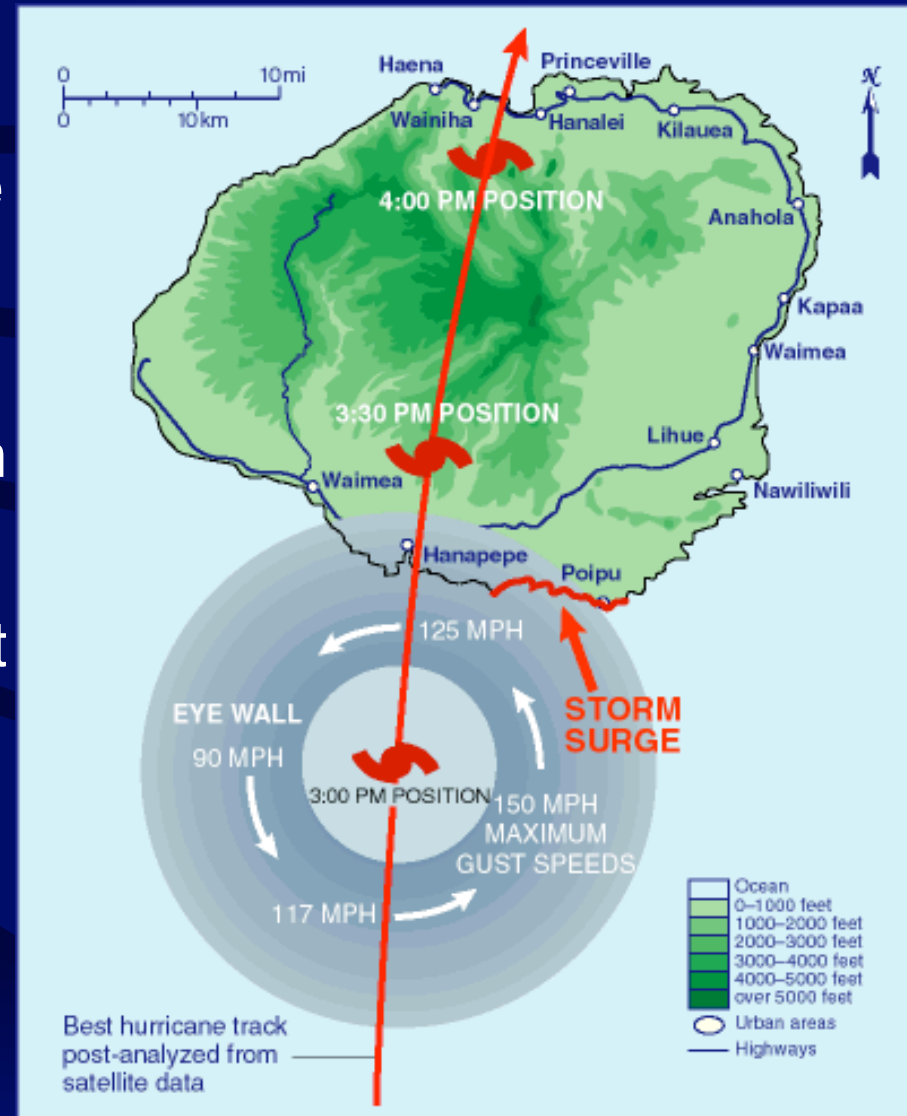 0 10mi
0 10km
N
Haena
Princeville
Wainiha
Hanalei
Kilauea
4:00 PM POSITION
Anahola
Kapaa
Waimea
3:30 PM POSITION
Lihue
Waimea
Nawiliwili
Hanapepe
Poipu
125 MPH
STORM
SURGE
EYE WALL
90 MPH
3:00 PM POSITION
150 MPH
MAXIMUM
GUST SPEEDS
117 MPH
Ocean
0–1000 feet
1000–2000 feet
2000–3000 feet
3000–4000 feet
4000–5000 feet
over 5000 feet
Urban areas
Highways
Best hurricane track
post-analyzed from
satellite data